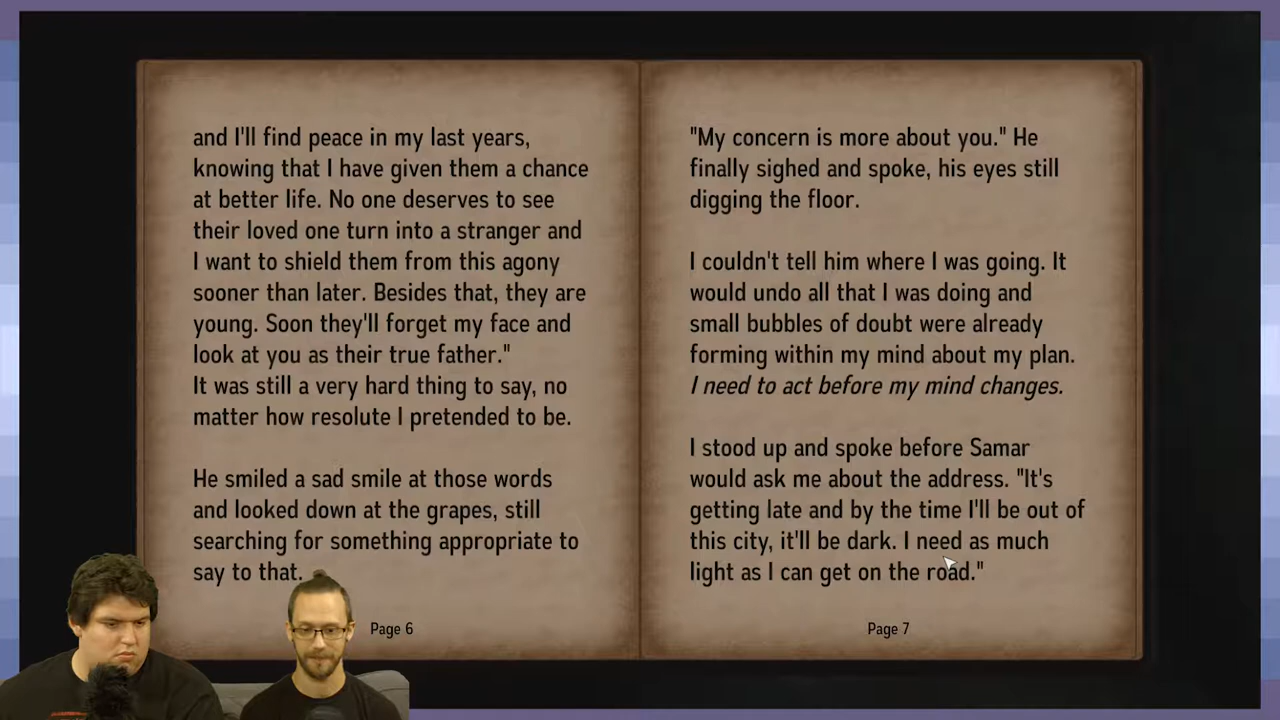 and I'll find peace in my last years,
knowing that I have given them a chance
at better life. No one deserves to see
their loved one turn into a stranger and
I want to shield them from this agony
sooner than later. Besides that, they are
young. Soon they'll forget my face and
look at you as their true father."
It was still a very hard thing to say, no
matter how resolute I pretended to be.
He smiled a sad smile at those words
and looked down at the grapes, still
searching for something appropriate to
say to that.
Page 6
"My concern is more about you." He
finally sighed and spoke, his eyes still
digging the floor.
I couldn't tell him where I was going. It
would undo all that I was doing and
small bubbles of doubt were already
forming within my mind about my plan.
I need to act before my mind changes.
I stood up and spoke before Samar
would ask me about the address. "It's
getting late and by the time I'll be out of
this city, it'll be dark. I need as much
light as I can get on the road."
Page 7